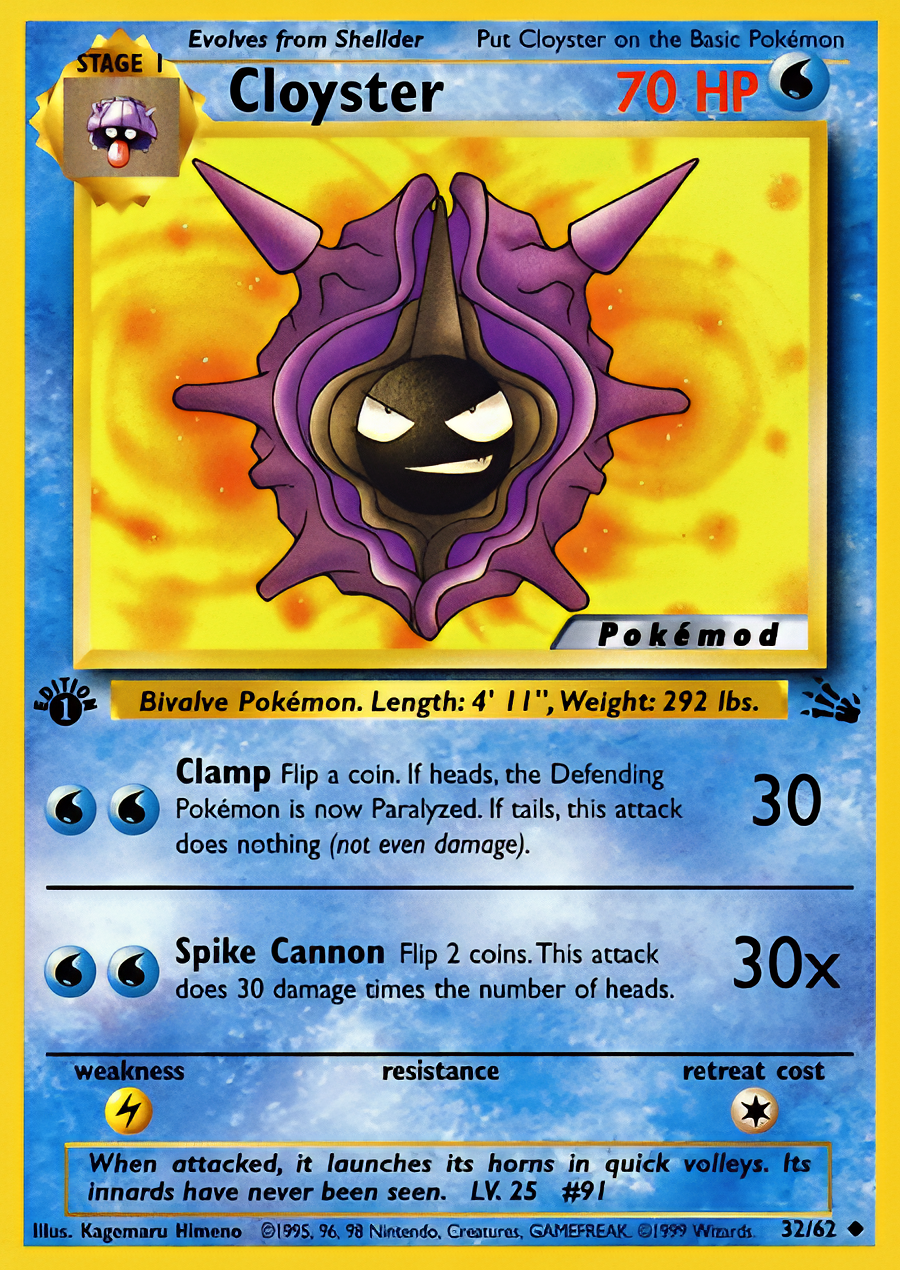 Evolves from Shellder Put Cloyster on the Basic Pokémon
STAGE 1
Cloyster 70 HP
Pokémod
EDITION
1
Bivalve Pokémon. Length: 4' 11", Weight: 292 lbs.
Clamp Flip a coin. If heads, the Defending
Pokémon is now Paralyzed. If tails, this attack
does nothing (not even damage).
30
Spike Cannon Flip 2 coins. This attack
does 30 damage times the number of heads.
30x
weakness resistance retreat cost
When attacked, it launches its horns in quick volleys. Its
innards have never been seen. LV. 25 #91
Illus. Kagemaru Himeno ©1995, 96, 98 Nintendo, Creatures, GAMEFREAK. ©1999 Wizards. 32/62